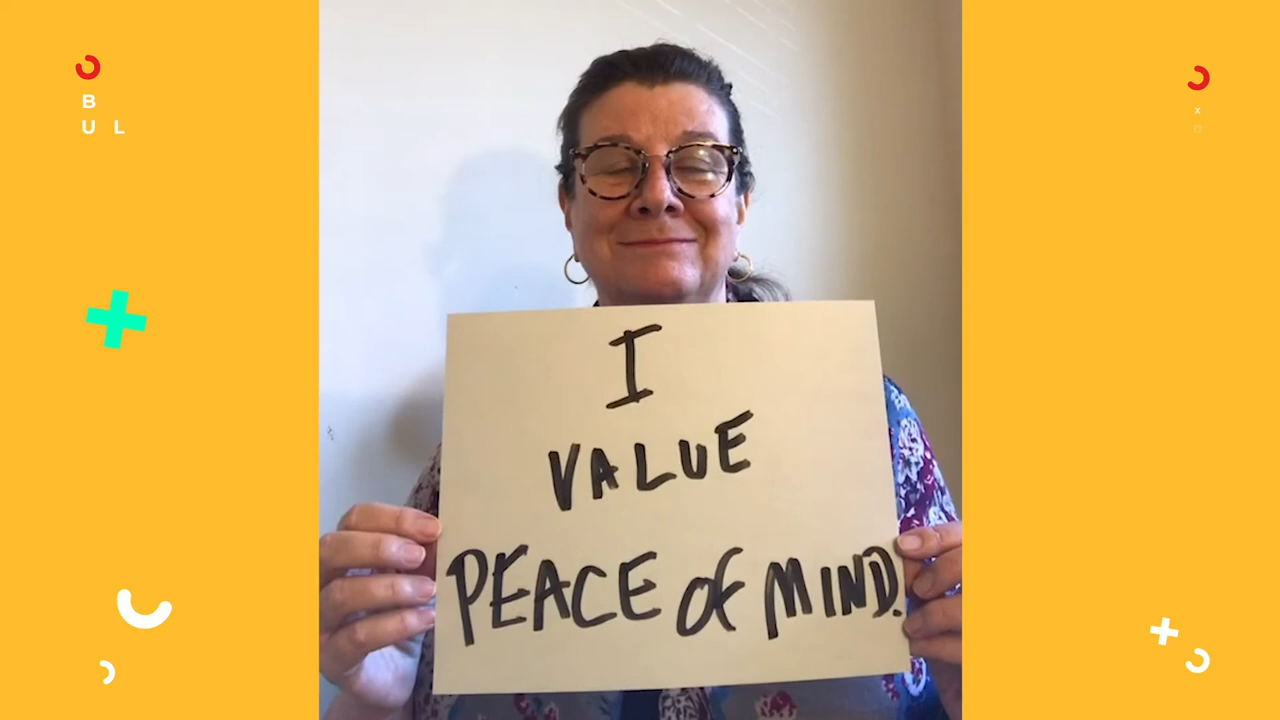 B
U L
x
I
VALUE
PEACE of MIND.